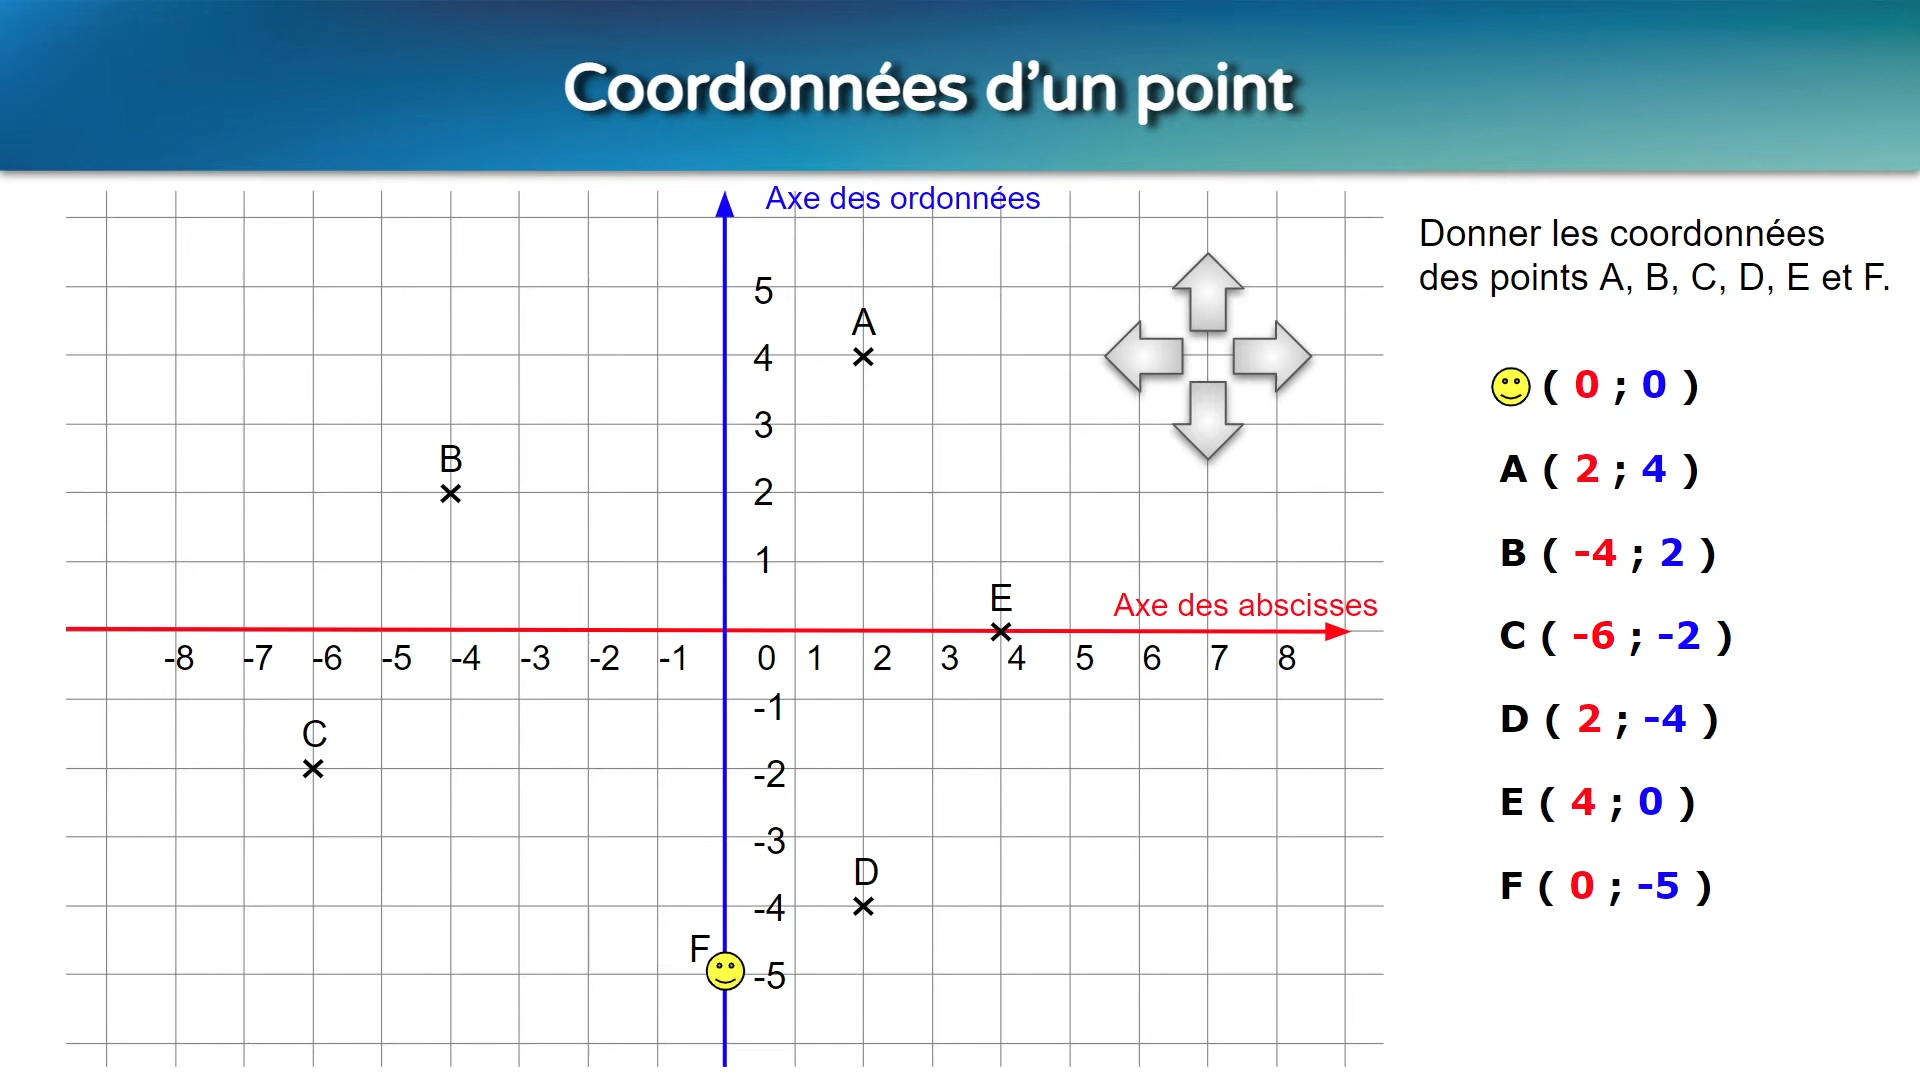 Coordonnées d’un point
Axe des ordonnées
Donner les coordonnées
des points A, B, C, D, E et F.
5
A
4
3
B
2
1
E
Axe des abscisses
-8 -7 -6 -5 -4 -3 -2 -1 0 1 2 3 4 5 6 7 8
-1
C
-2
-3
D
-4
F
-5
( 0 ; 0 )
A ( 2 ; 4 )
B ( -4 ; 2 )
C ( -6 ; -2 )
D ( 2 ; -4 )
E ( 4 ; 0 )
F ( 0 ; -5 )